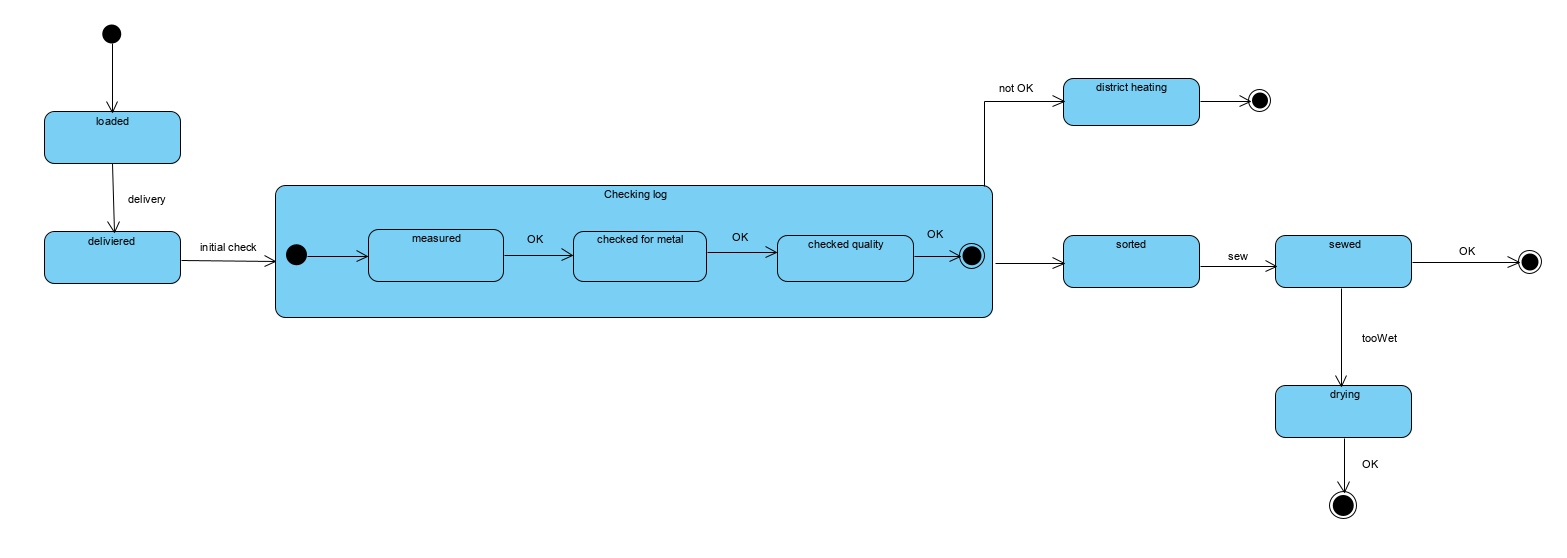 loaded
delivery
deliviered
initial check
Checking log
measured
OK
checked for metal
OK
checked quality
OK
not OK
district heating
sorted
sew
sewed
OK
tooWet
drying
OK